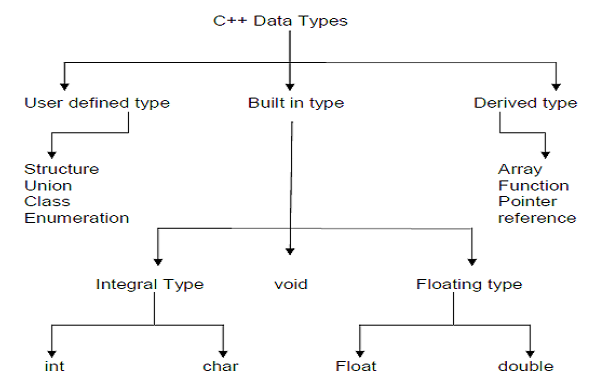 C++ Data Types
User defined type
Built in type
Derived type
Structure
Union
Class
Enumeration
Array
Function
Pointer
reference
Integral Type
void
Floating type
int
char
Float
double